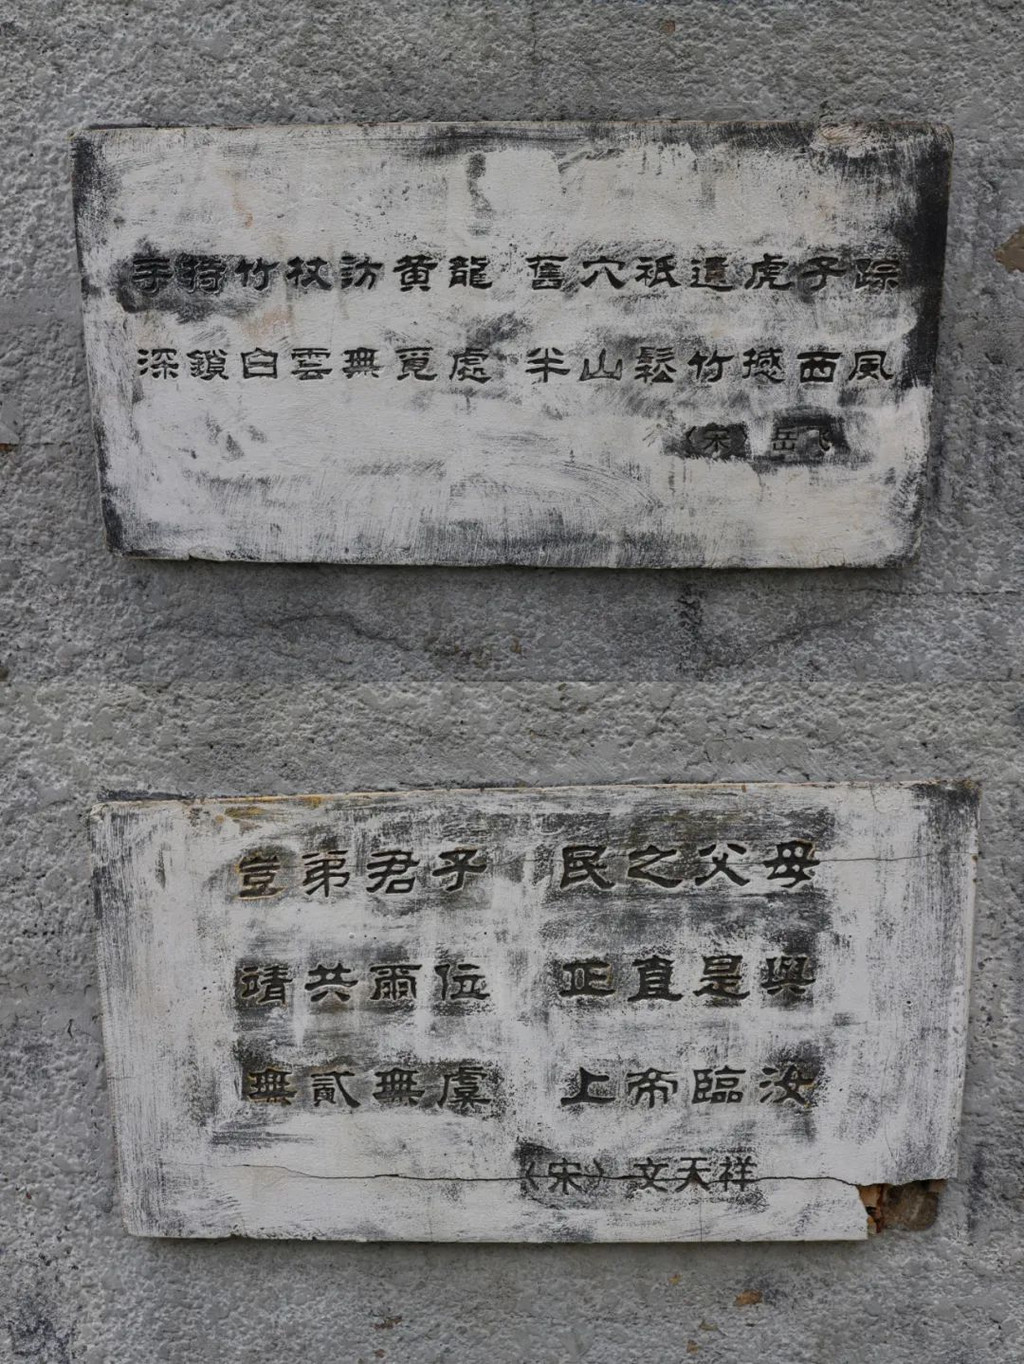 手持竹杖訪黄龍 舊穴祇遺虎子踪
深鎖白雲無覓處 半山鬆竹撼西風
〈宋〉岳飞
豈弟君子 民之父母
靖共爾位 正直是與
無貳無虞 上帝臨汝
〈宋〉文天祥